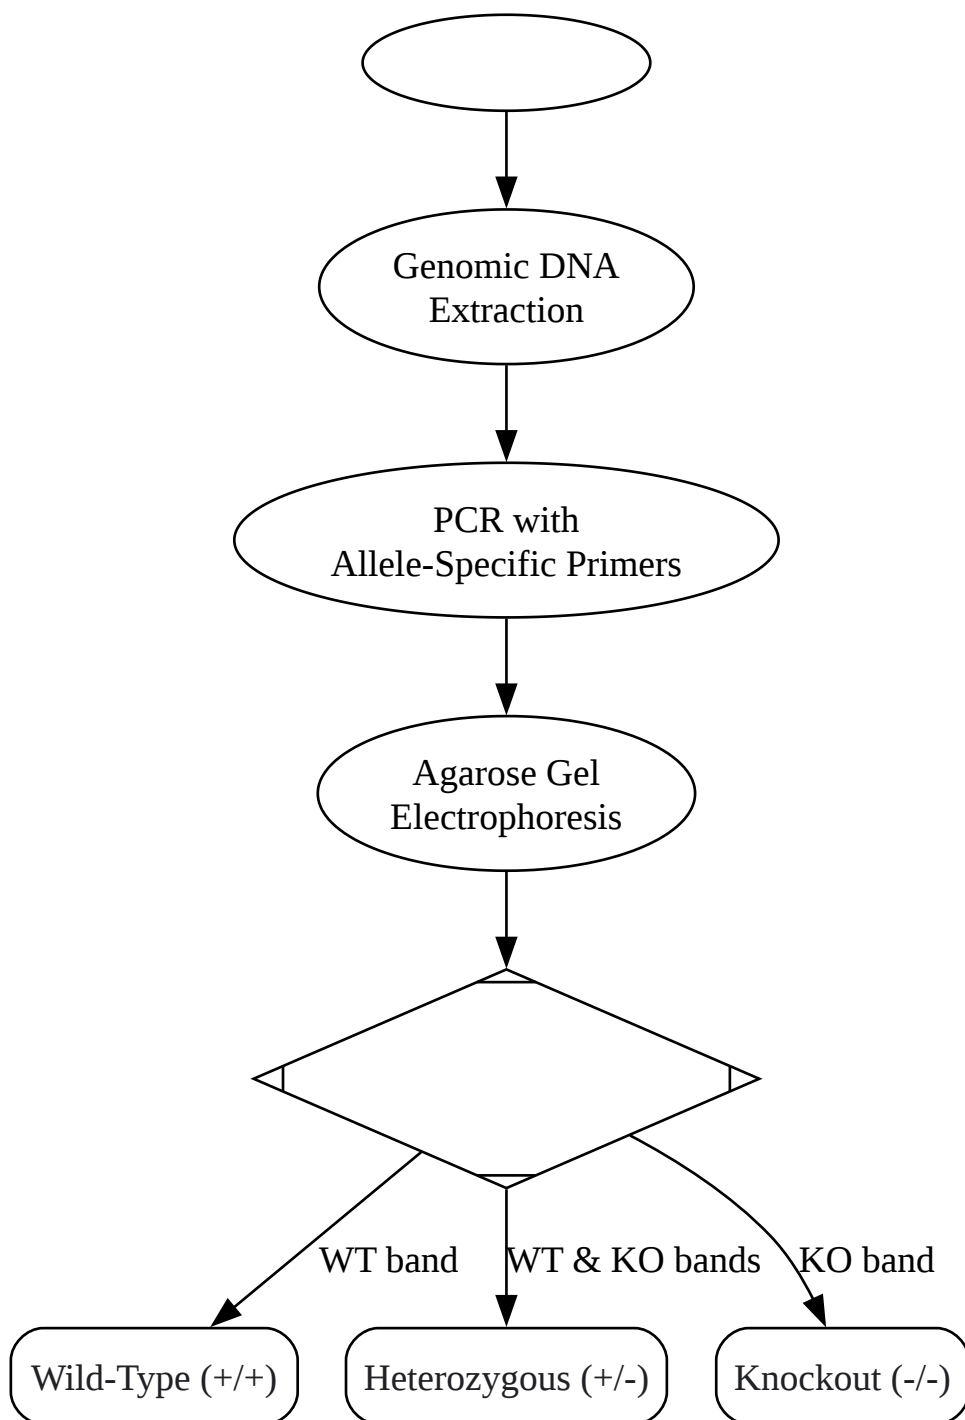 Genomic DNA
Extraction
PCR with
Allele-Specific Primers
Agarose Gel
Electrophoresis
WT band
WT & KO bands
KO band
Wild-Type (+/+)
Heterozygous (+/-)
Knockout (-/-)